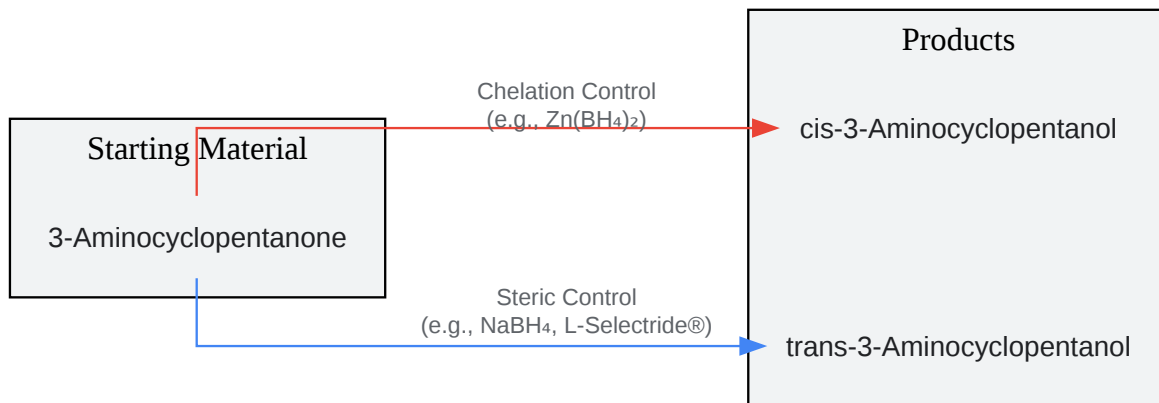 Products
Chelation Control
(e.g., Zn(BH₄)₂)
cis-3-Aminocyclopentanol
Starting Material
3-Aminocyclopentanone
Steric Control
(e.g., NaBH₄, L-Selectride®)
trans-3-Aminocyclopentanol